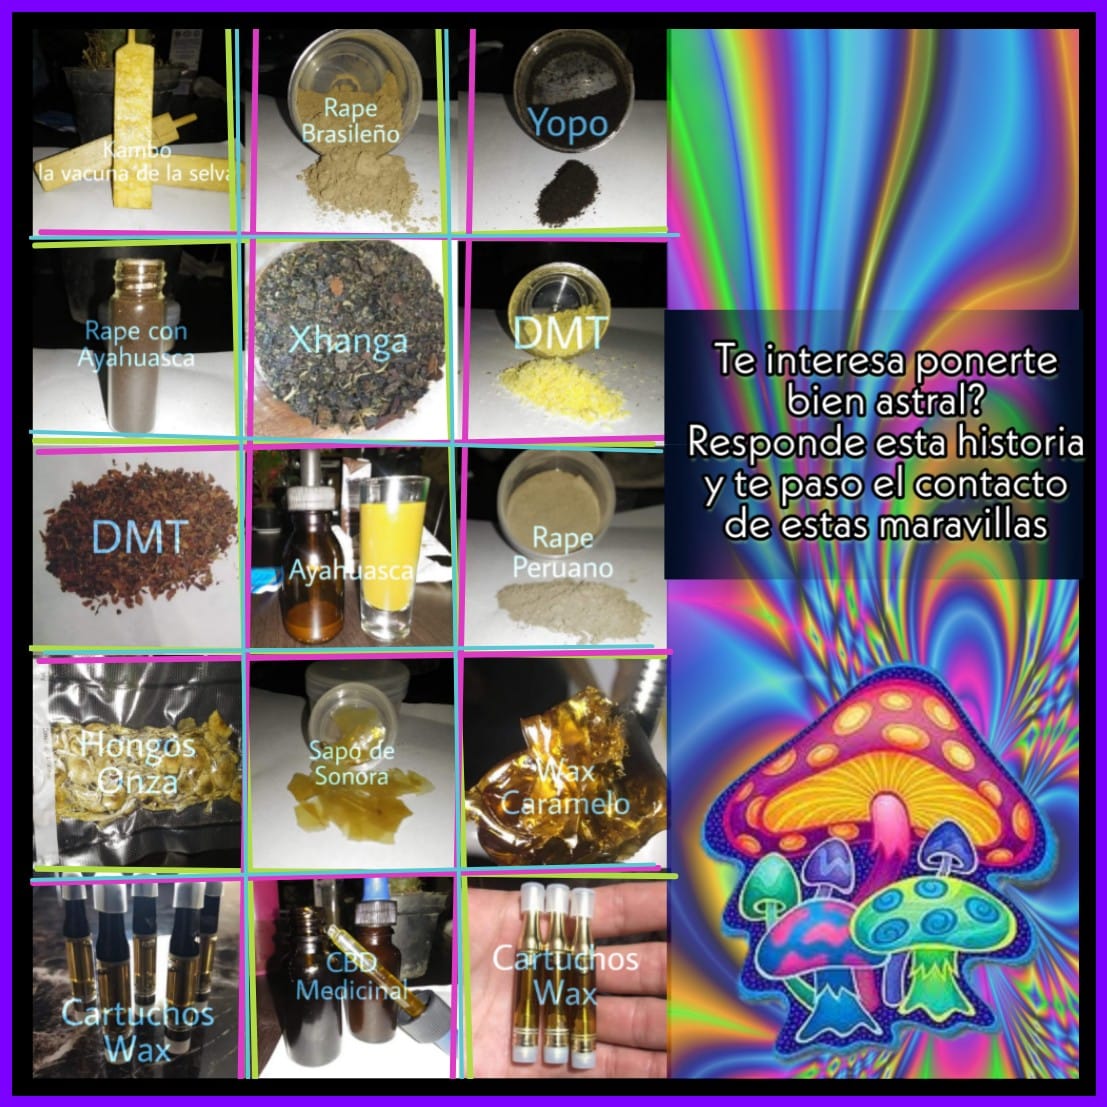 Kambo
la vacuna de la selva
Rape
Brasileño
Yopo
Rape con
Ayahuasca
Xhanga
DMT
DMT
Ayahuasca
Rape
Peruano
Hongos
Onza
Sapo de
Sonora
Wax
Caramelo
Cartuchos
Wax
CBD
Medicinal
Cartuchos
Wax
Te interesa ponerte
bien astral?
Responde esta historia
y te paso el contacto
de estas maravillas